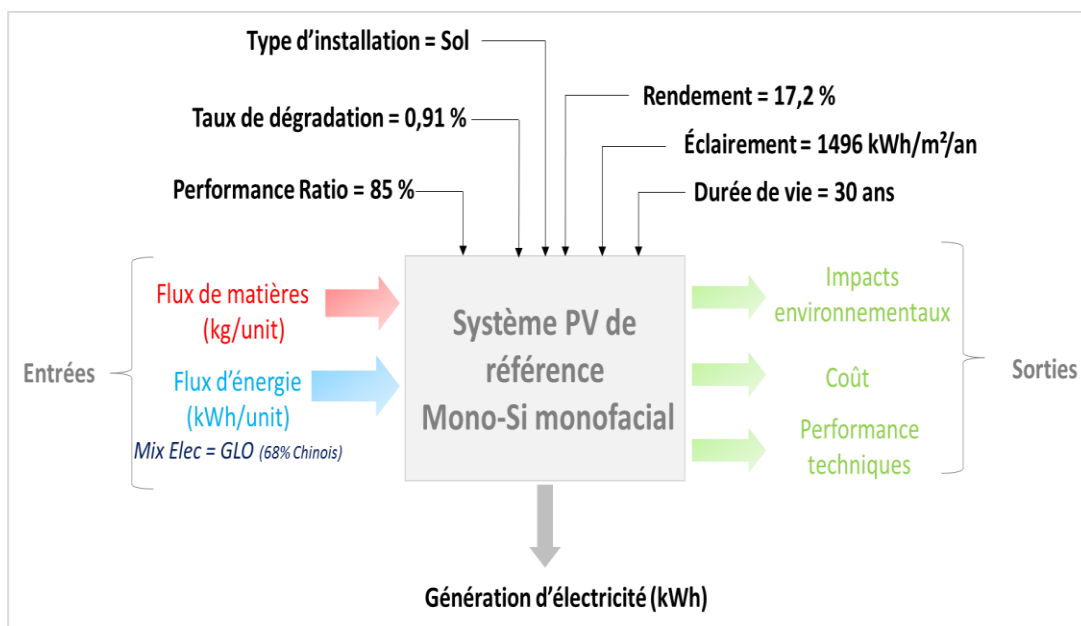 Type d’installation = Sol
Rendement = 17,2 %
Taux de dégradation = 0,91 %
Éclairement = 1496 kWh/m²/an
Performance Ratio = 85 %
Durée de vie = 30 ans
Entrées
Flux de matières
(kg/unit)
Flux d’énergie
(kWh/unit)
Mix Elec = GLO (68% Chinois)
Système PV de
référence
Mono-Si monofacial
Impacts
environnementaux
Coût
Performance
techniques
Sorties
Génération d’électricité (kWh)